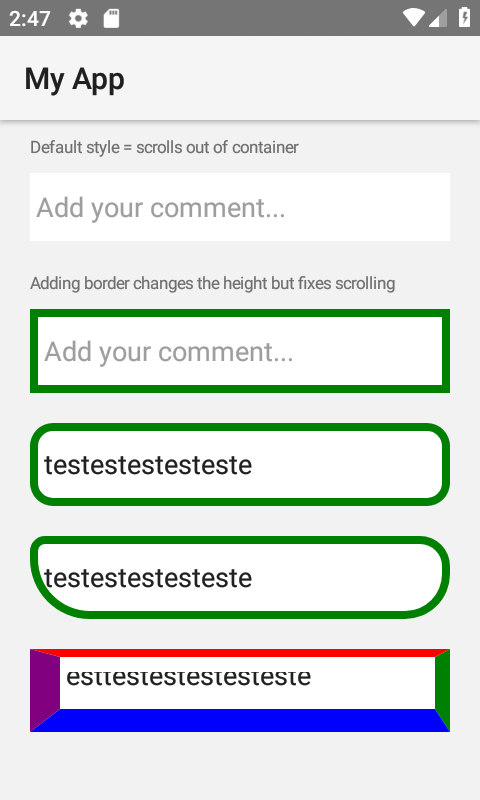 2:47
My App
Default style = scrolls out of container
Add your comment...
Adding border changes the height but fixes scrolling
Add your comment...
testestestesteste
testestestesteste
esttestestestesteste